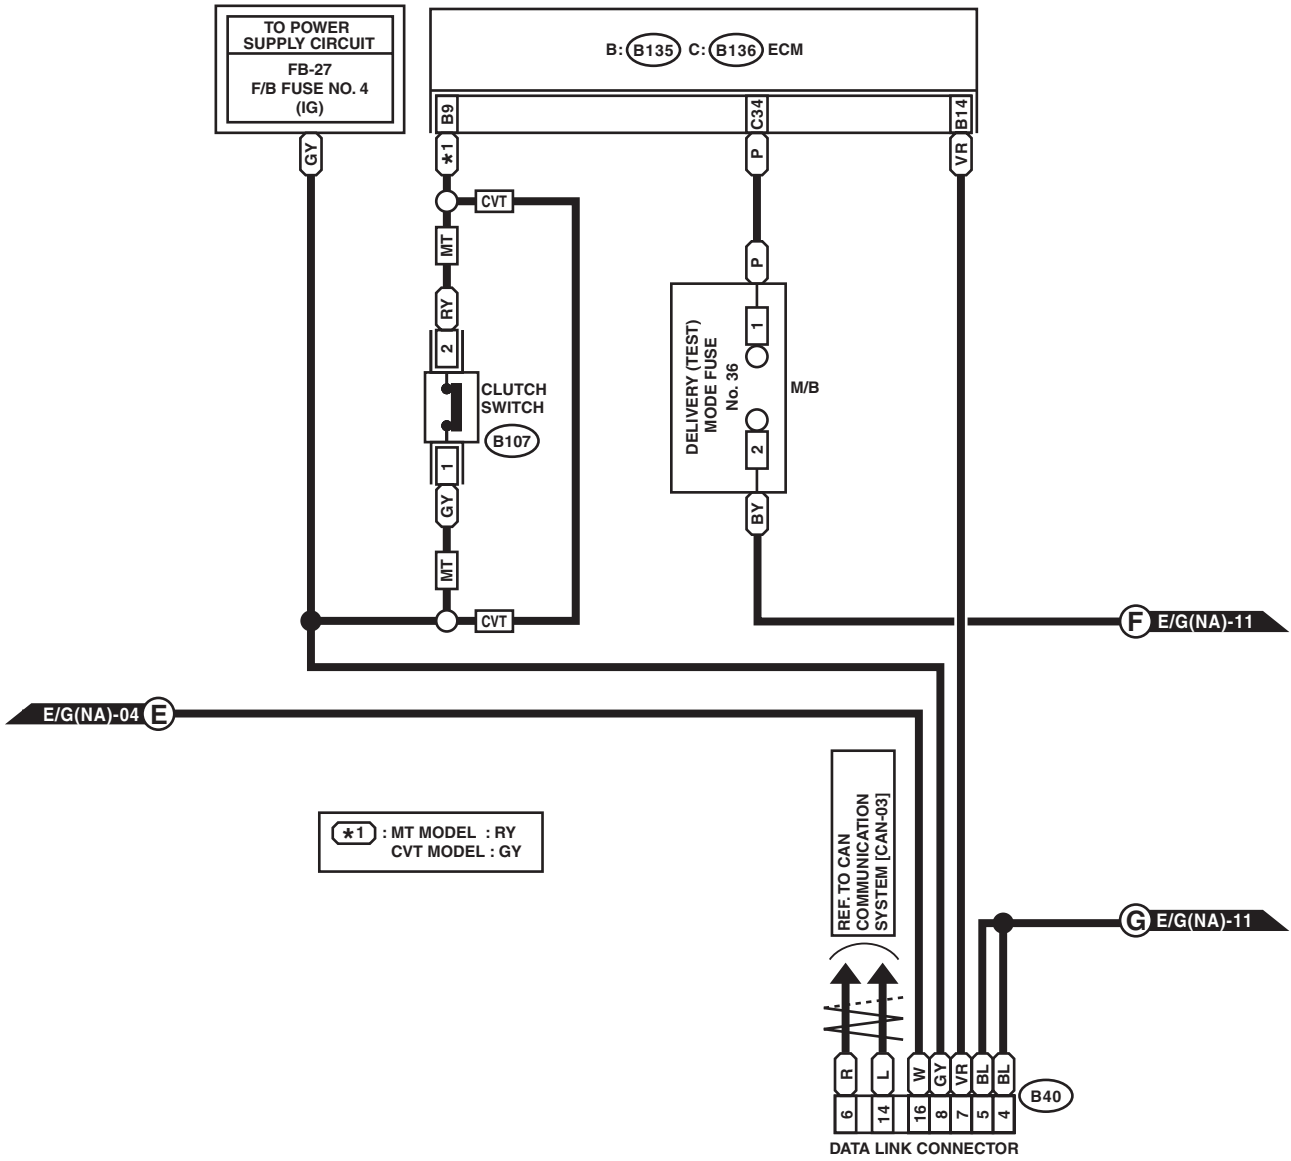 TO POWER
SUPPLY CIRCUIT
FB-27
F/B FUSE NO. 4
(IG)
B: B135 C: B136 ECM
B9
C34
B14
GY
*1
P
VR
CVT
MT
P
RY
2
1
DELIVERY (TEST)
MODE FUSE
No. 36
M/B
CLUTCH
SWITCH
B107
1
2
GY
BY
MT
CVT
F E/G(NA)-11
E/G(NA)-04 E
REF. TO CAN
COMMUNICATION
SYSTEM [CAN-03]
*1 : MT MODEL : RY
CVT MODEL : GY
G E/G(NA)-11
R L W GY VR BL BL
B40
6 14 16 8 7 5 4
DATA LINK CONNECTOR